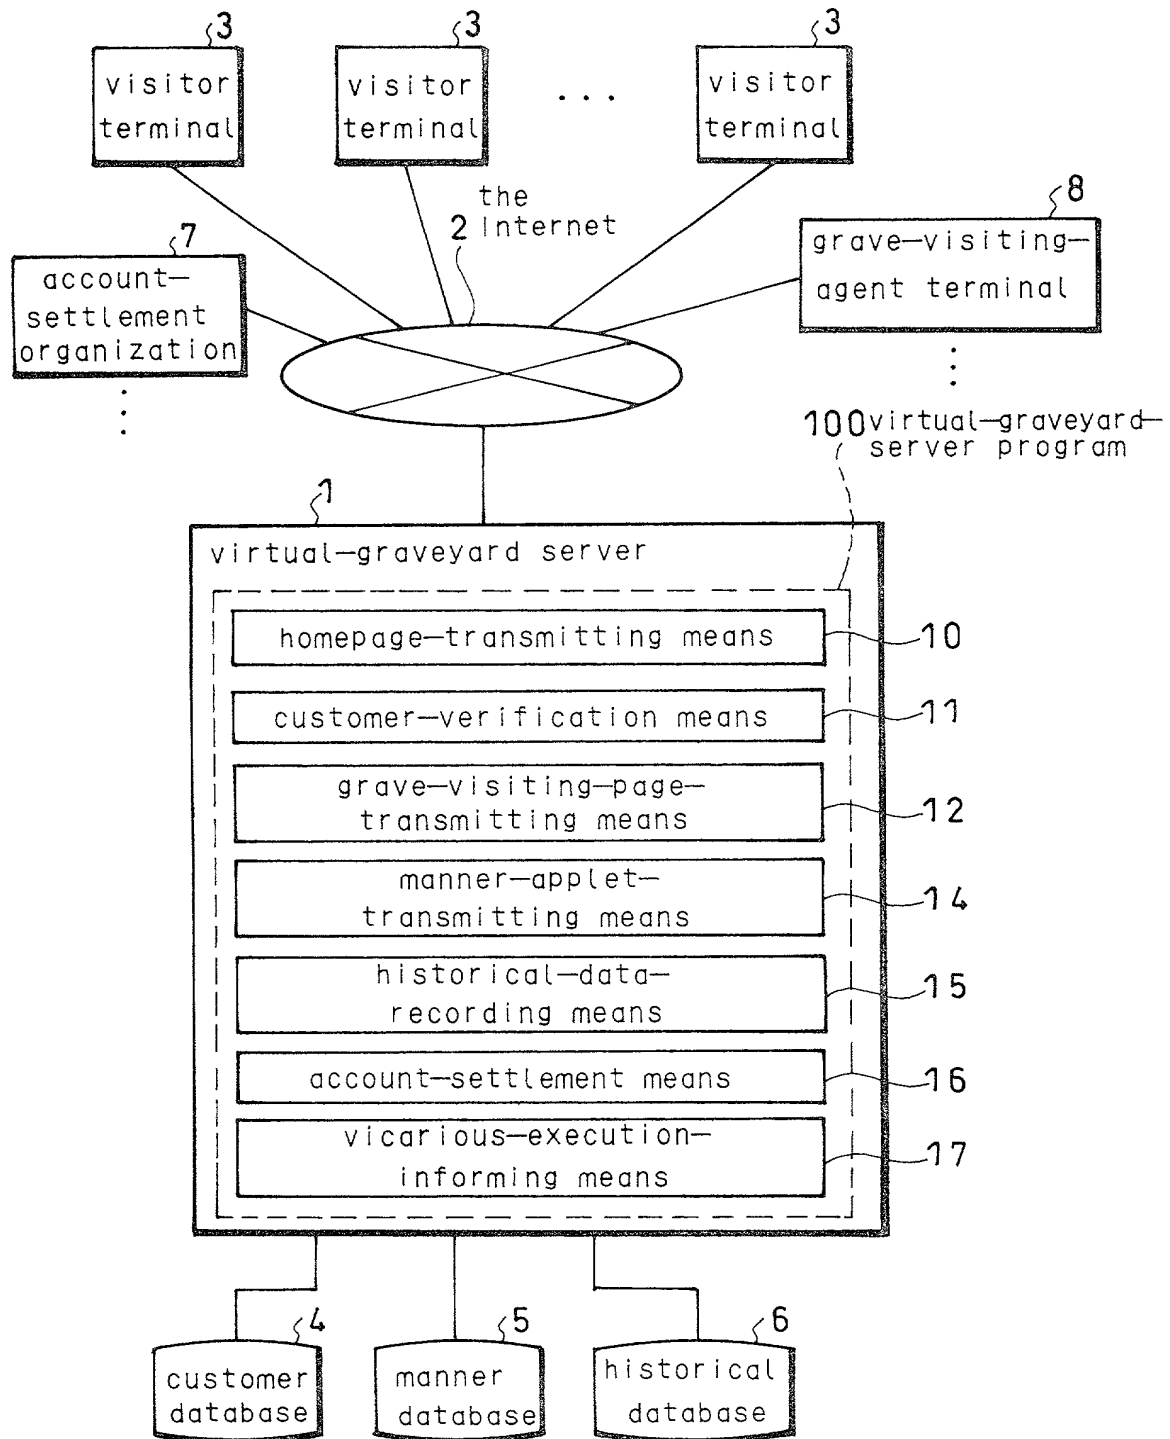 3
3
3
visitor
terminal
visitor
terminal
. . .
visitor
terminal
the
internet
2
8
grave—visiting—
agent terminal
7
account—
settlement
organization
100 virtual—graveyard—
server program
1
virtual—graveyard server
homepage—transmitting means
10
customer—verification means
11
grave—visiting—page—
transmitting means
12
manner—applet—
transmitting means
14
historical—data—
recording means
15
account—settlement means
16
vicarious—execution—
informing means
17
4
5
6
customer
database
manner
database
historical
database